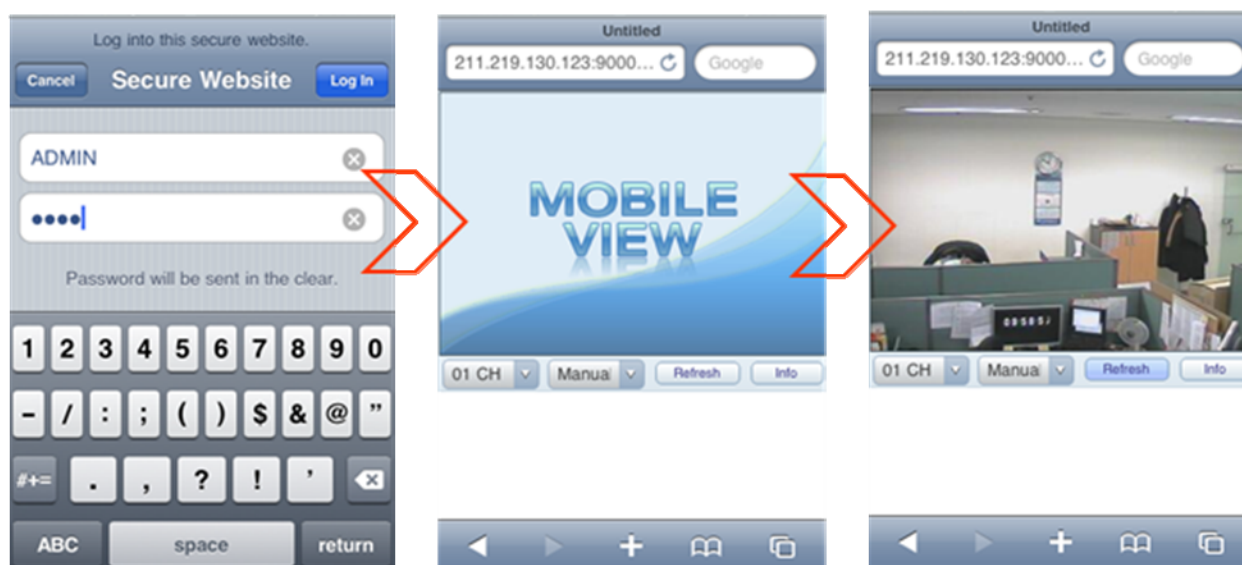 Log into this secure website.
Cancel
Secure Website
Log In
ADMIN
••••
Password will be sent in the clear.
1 2 3 4 5 6 7 8 9 0
- / : ; ( ) $ & @ "
#+= . , ? ! '
ABC space return
Untitled
211.219.130.123:9000...
Google
MOBILE
VIEW
01 CH
Manual
Refresh
Info
Untitled
211.219.130.123:9000...
Google
01 CH
Manual
Refresh
Info